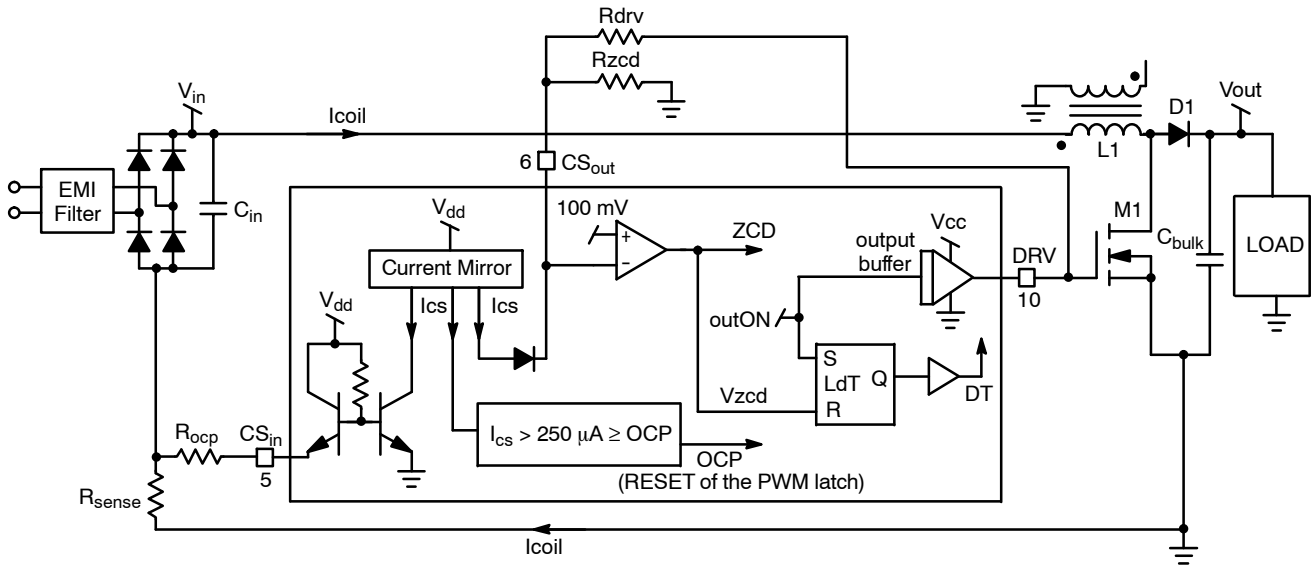 Rdrv
Rzcd
Vin
Icoil
Vout
D1
L1
6 CSout
EMI
Filter
Cin
Vdd
100 mV
+
−
ZCD
Vcc
M1
Cbulk
LOAD
Current Mirror
output
buffer
DRV
10
Vdd
Ics
Ics
outON
S
LdT
Q
R
DT
Vzcd
Rocp
CSin
5
Ics > 250 µA ≥ OCP
OCP
(RESET of the PWM latch)
Rsense
Icoil